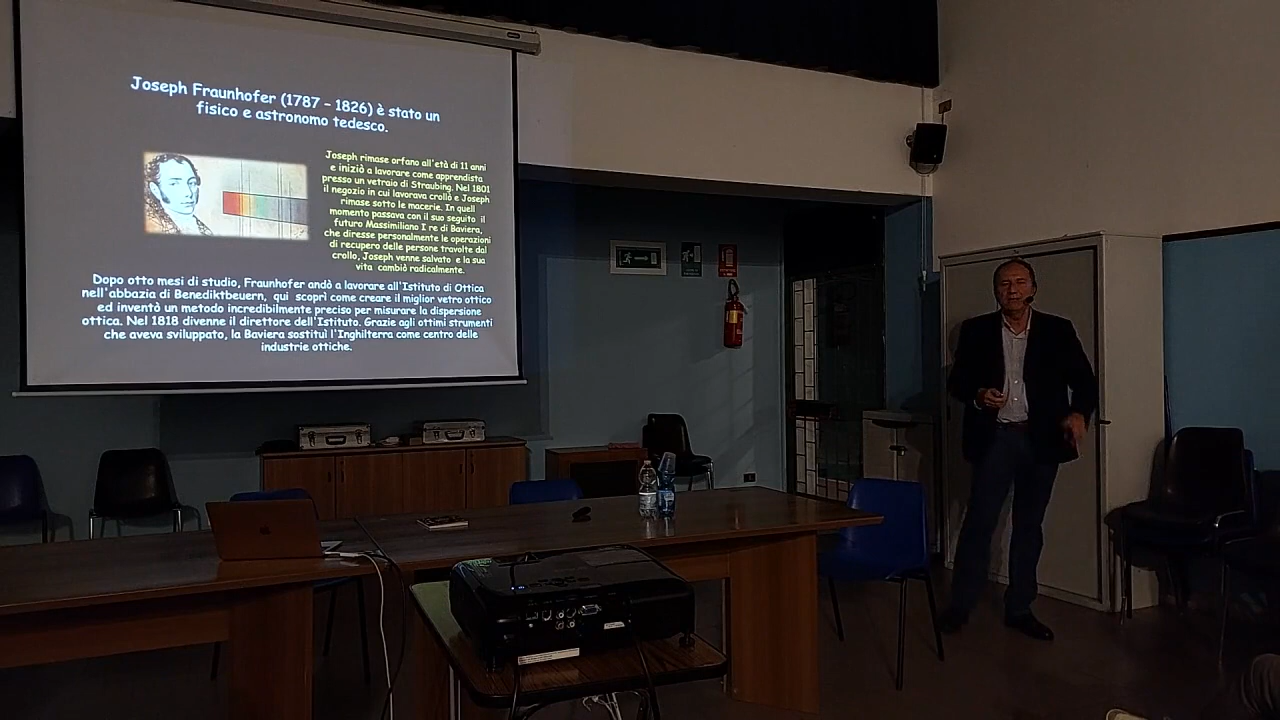 Joseph Fraunhofer (1787 – 1826) è stato un
fisico e astronomo tedesco.
Joseph rimase orfano all'età di 11 anni
e iniziò a lavorare come apprendista
presso un vetraio di Straubing. Nel 1801
il negozio in cui lavorava crollò e Joseph
rimase sotto le macerie. In quel
momento passava con il suo seguito il
futuro Massimiliano I re di Baviera,
che diresse personalmente le operazioni
di recupero delle persone travolte dal
crollo, Joseph venne salvato e la sua
vita cambiò radicalmente.
Dopo otto mesi di studio, Fraunhofer andò a lavorare all'Istituto di Ottica
nell'abbazia di Benediktbeuern, qui scoprì come creare il miglior vetro ottico
ed inventò un metodo incredibilmente preciso per misurare la dispersione
ottica. Nel 1818 divenne il direttore dell'Istituto. Grazie agli ottimi strumenti
che aveva sviluppato, la Baviera sostituì l'Inghilterra come centro delle
industrie ottiche.